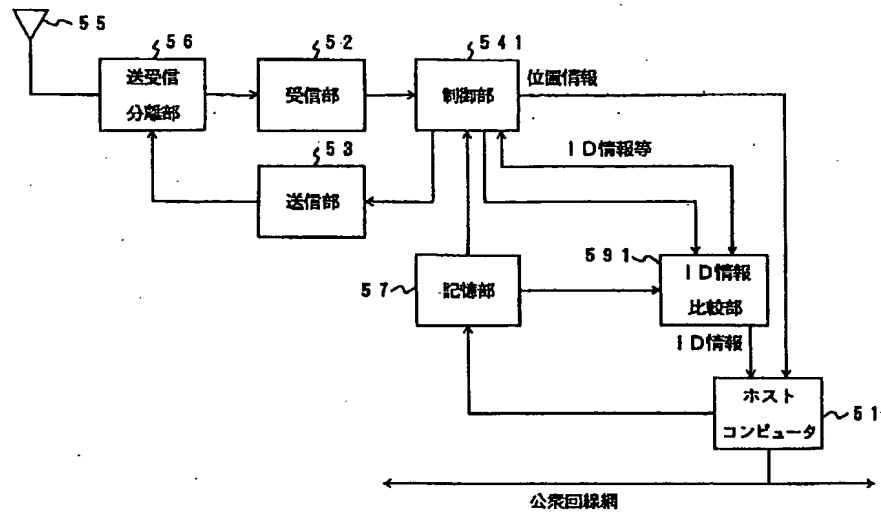 ５５
５６
送受信
分離部
５２
受信部
５４１
制御部
位置情報
ＩＤ情報等
５３
送信部
５９１
ＩＤ情報
比較部
５７
記憶部
ＩＤ情報
ホスト
コンピュータ
５１
公衆回線網